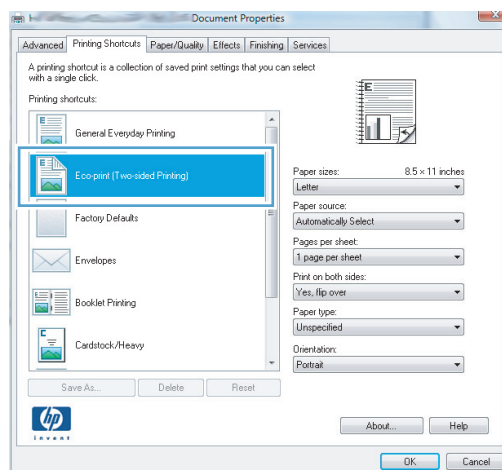 Document Properties
Advanced Printing Shortcuts Paper/Quality Effects Finishing Services
A printing shortcut is a collection of saved print settings that you can select
with a single click.
Printing shortcuts:
General Everyday Printing
Eco-print (Two-sided Printing)
Factory Defaults
Envelopes
Booklet Printing
Cardstock/Heavy
Save As...
Delete
Reset
E
Paper sizes: 8.5 × 11 inches
Letter
Paper source:
Automatically Select
Pages per sheet:
1 page per sheet
Print on both sides:
Yes, flip over
Paper type:
Unspecified
Orientation:
Portrait
hp
invent
About...
Help
OK
Cancel